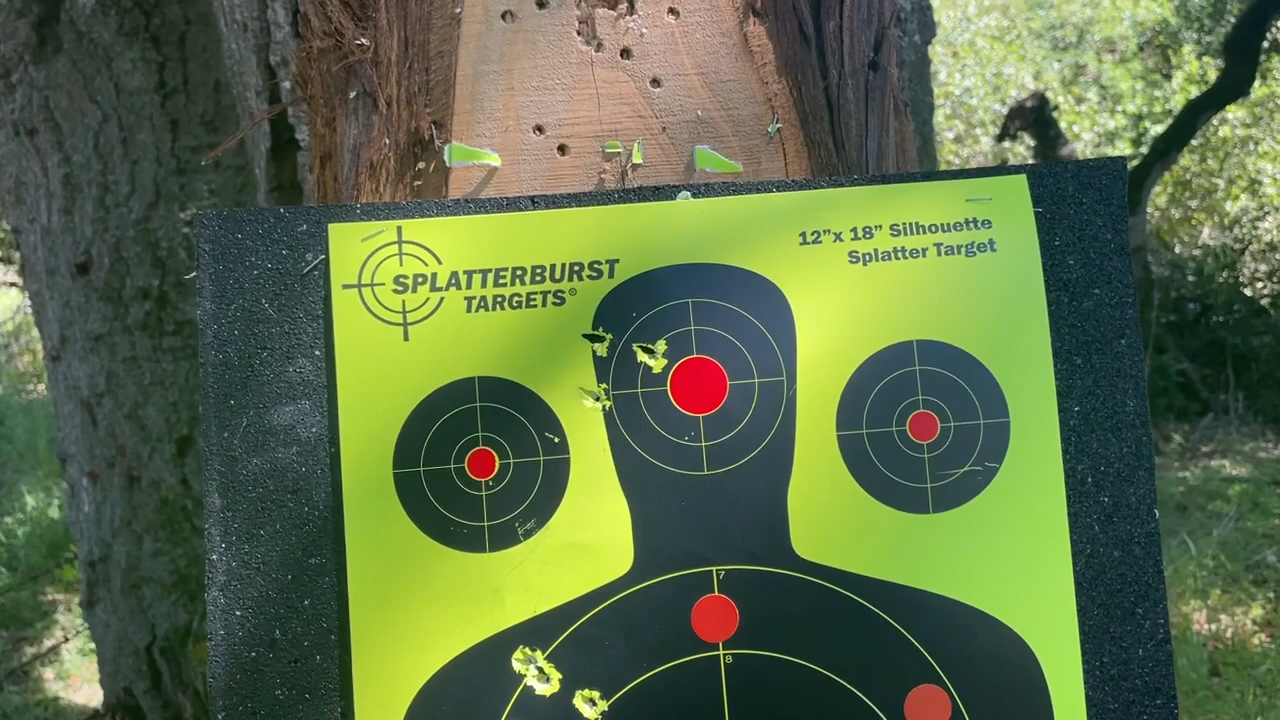 SPLATTERBURST
TARGETS®
12”x 18” Silhouette
Splatter Target
7
8